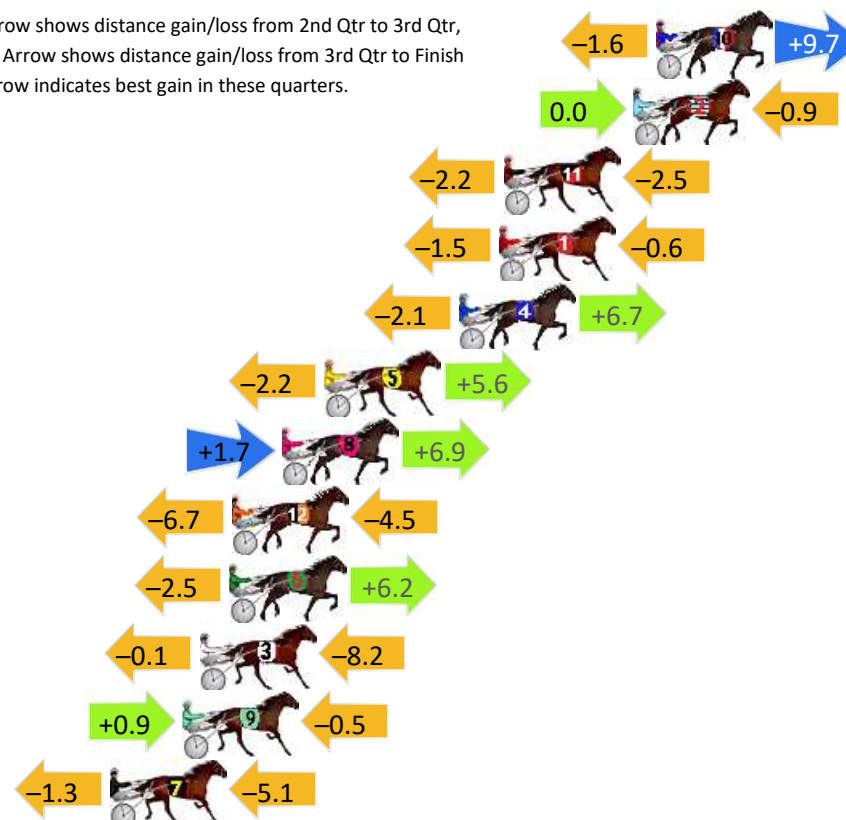 row shows distance gain/loss from 2nd Qtr to 3rd Qtr,
Arrow shows distance gain/loss from 3rd Qtr to Finish
row indicates best gain in these quarters.
–1.6 10 +9.7
0.0 2 –0.9
–2.2 11 –2.5
–1.5 1 –0.6
–2.1 4 +6.7
–2.2 5 +5.6
+1.7 8 +6.9
–6.7 12 –4.5
–2.5 6 +6.2
–0.1 3 –8.2
+0.9 9 –0.5
–1.3 7 –5.1